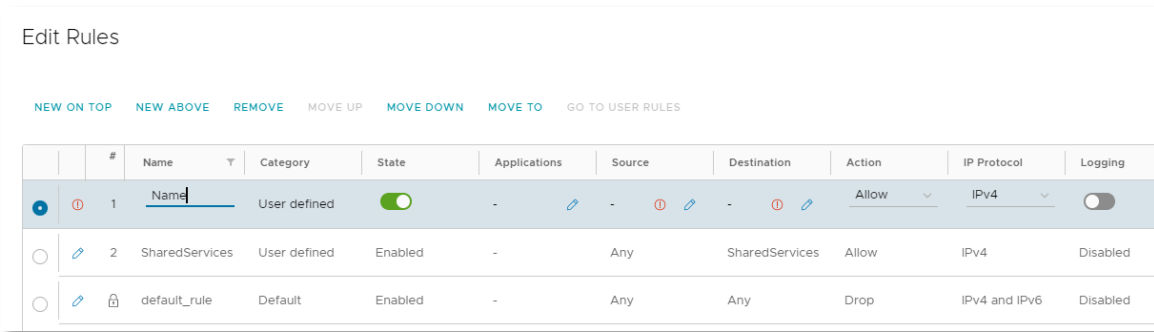 Edit Rules
NEW ON TOP NEW ABOVE REMOVE MOVE UP MOVE DOWN MOVE TO GO TO USER RULES
# Name Category State Applications Source Destination Action IP Protocol Logging
1 Name User defined - - - Allow IPv4
2 SharedServices User defined Enabled - Any SharedServices Allow IPv4 Disabled
default_rule Default Enabled - Any Any Drop IPv4 and IPv6 Disabled